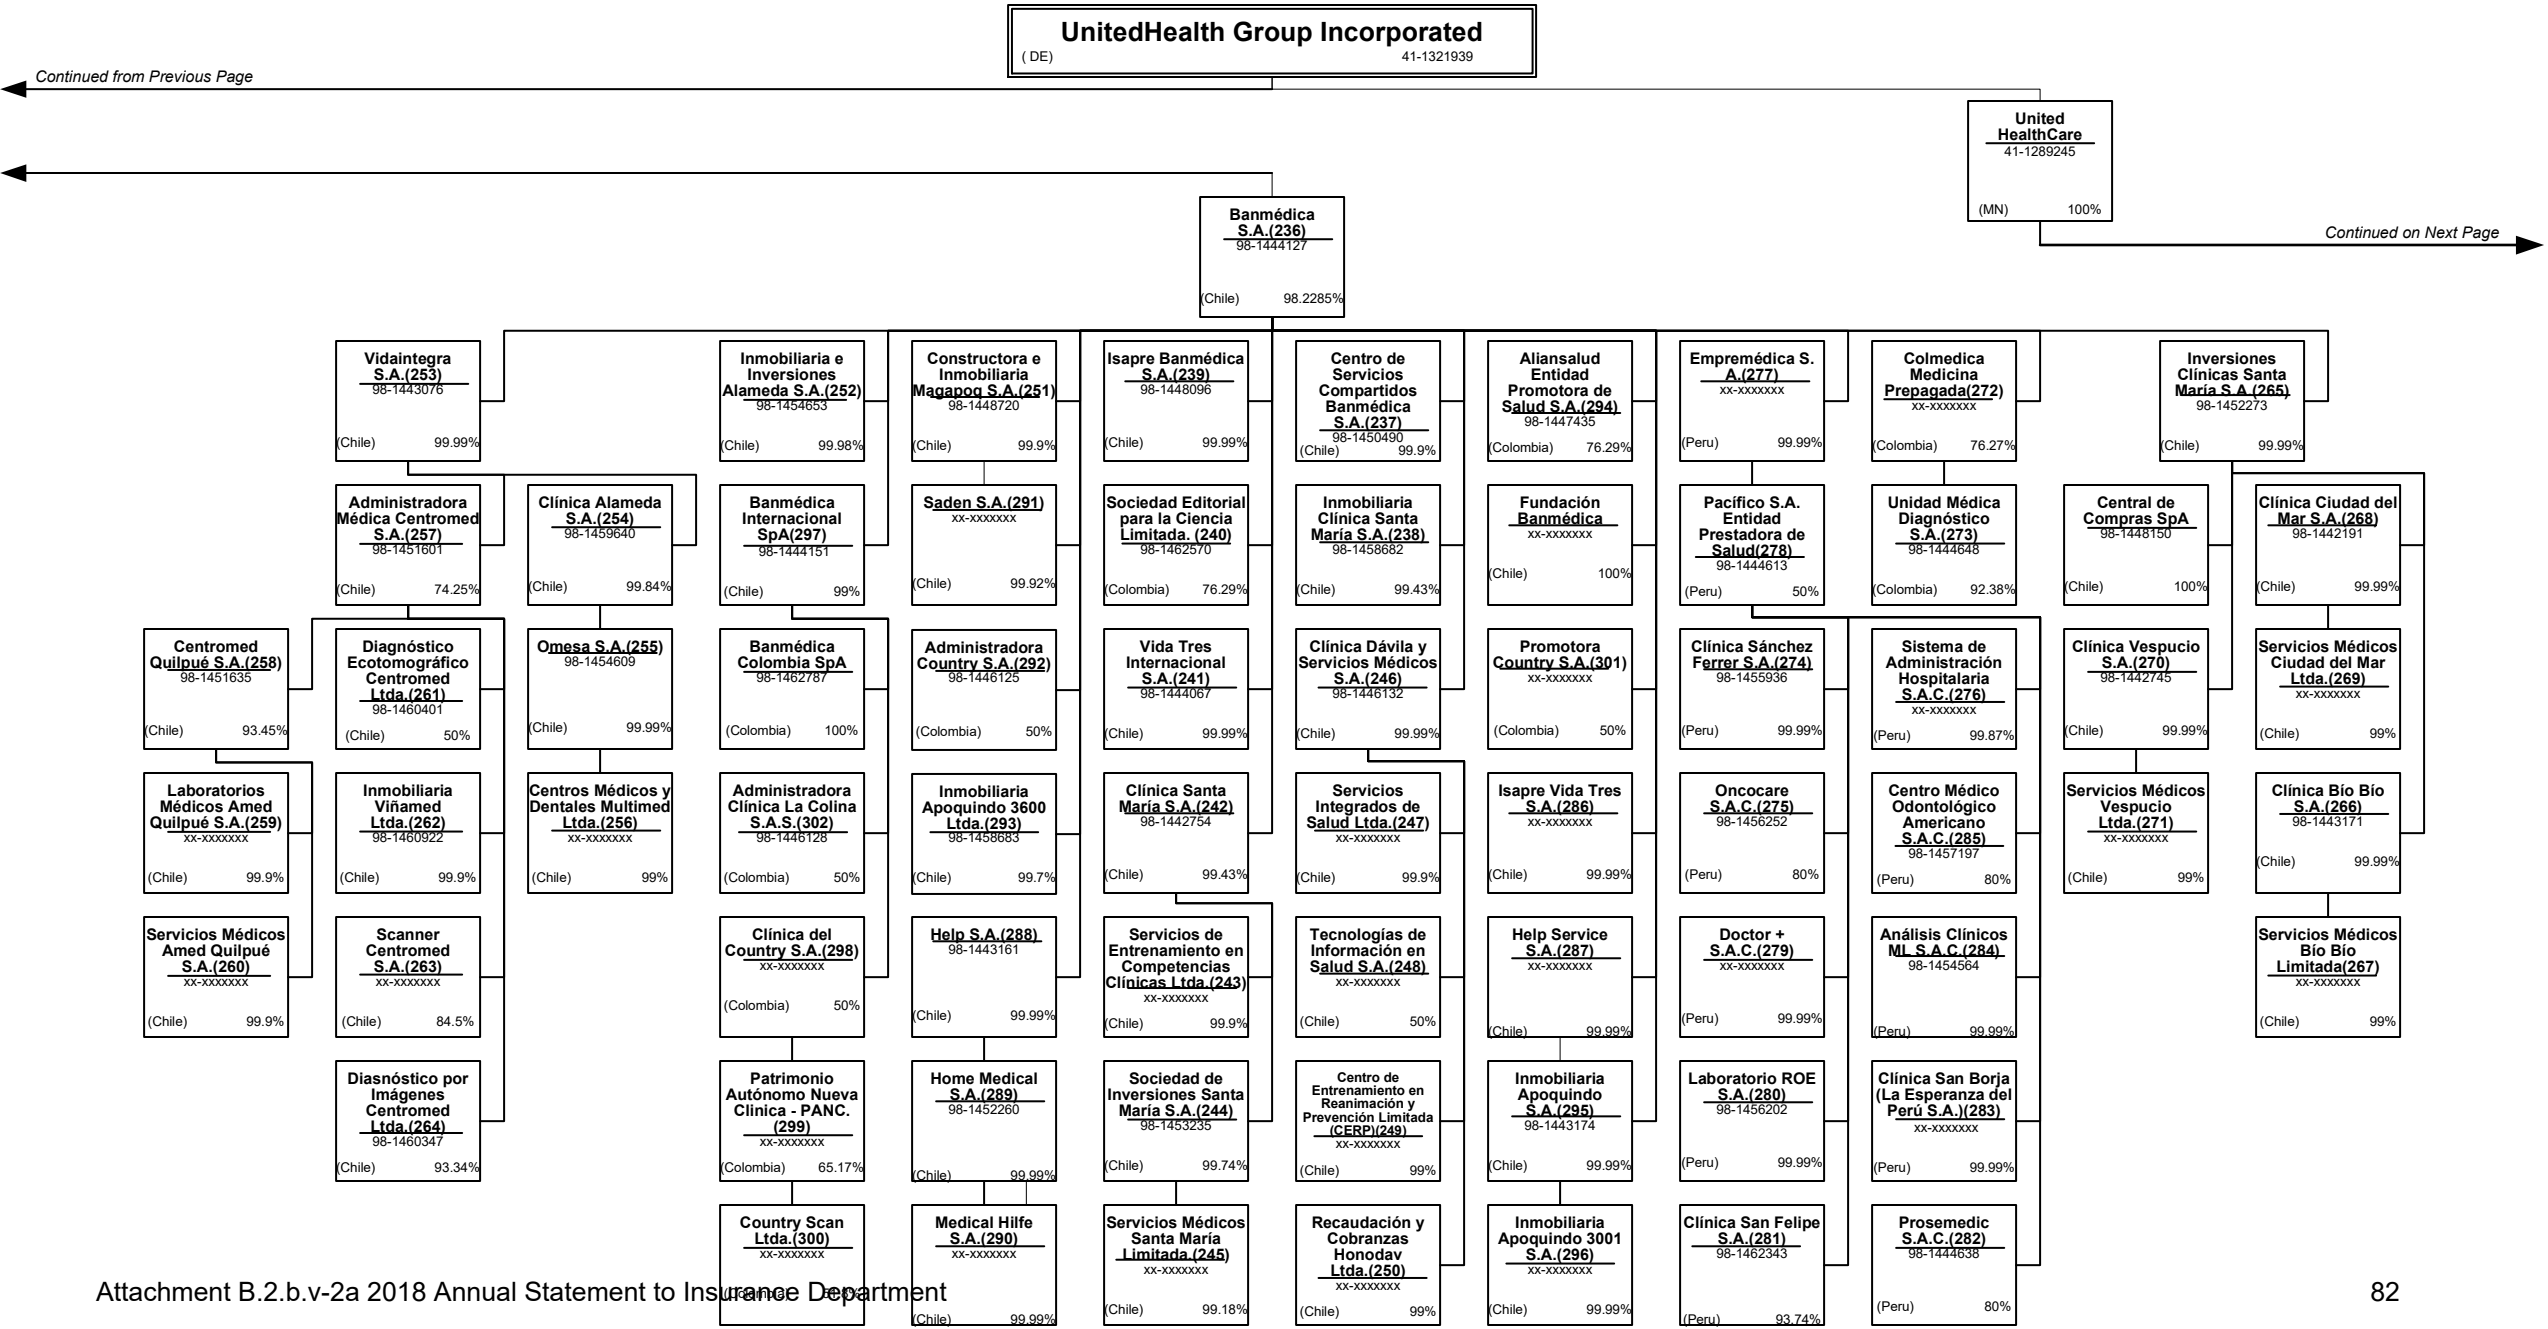 UnitedHealth Group Incorporated
( DE) 41-1321939
Continued from Previous Page
United
HealthCare
41-1289245
(MN) 100%
Continued on Next Page
Banmédica
S.A.(236)
98-1444127
(Chile) 98.2285%
Vidaintegra
S.A.(253)
98-1443076
(Chile) 99.99%
Inmobiliaria e
Inversiones
Alameda S.A.(252)
98-1454653
(Chile) 99.98%
Constructora e
Inmobiliaria
Magapoq S.A.(251)
98-1448720
(Chile) 99.9%
Isapre Banmédica
S.A.(239)
98-1448096
(Chile) 99.99%
Centro de
Servicios
Compartidos
Banmédica
S.A.(237)
98-1450490
(Chile) 99.9%
Aliansalud
Entidad
Promotora de
Salud S.A.(294)
98-1447435
(Colombia) 76.29%
Empremédica S.
A.(277)
xx-xxxxxxx
(Peru) 99.99%
Colmedica
Medicina
Prepagada(272)
xx-xxxxxxx
(Colombia) 76.27%
Inversiones
Clínicas Santa
María S.A.(265)
98-1452273
(Chile) 99.99%
Administradora
Médica Centromed
S.A.(257)
98-1451601
(Chile) 74.25%
Clínica Alameda
S.A.(254)
98-1459640
(Chile) 99.84%
Banmédica
Internacional
SpA(297)
98-1444151
(Chile) 99%
Saden S.A.(291)
xx-xxxxxxx
(Chile) 99.92%
Sociedad Editorial
para la Ciencia
Limitada. (240)
98-1462570
(Colombia) 76.29%
Inmobiliaria
Clínica Santa
María S.A.(238)
98-1458682
(Chile) 99.43%
Fundación
Banmédica
xx-xxxxxxx
(Chile) 100%
Pacífico S.A.
Entidad
Prestadora de
Salud(278)
98-1444613
(Peru) 50%
Unidad Médica
Diagnóstico
S.A.(273)
98-1444648
(Colombia) 92.38%
Central de
Compras SpA
98-1448150
(Chile) 100%
Clínica Ciudad del
Mar S.A.(268)
98-1442191
(Chile) 99.99%
Centromed
Quilpué S.A.(258)
98-1451635
(Chile) 93.45%
Diagnóstico
Ecotomográfico
Centromed
Ltda.(261)
98-1460401
(Chile) 50%
Omesa S.A.(255)
98-1454609
(Chile) 99.99%
Banmédica
Colombia SpA
98-1462787
(Colombia) 100%
Administradora
Country S.A.(292)
98-1446125
(Colombia) 50%
Vida Tres
Internacional
S.A.(241)
98-1444067
(Chile) 99.99%
Clínica Dávila y
Servicios Médicos
S.A.(246)
98-1446132
(Chile) 99.99%
Promotora
Country S.A.(301)
xx-xxxxxxx
(Colombia) 50%
Clínica Sánchez
Ferrer S.A.(274)
98-1455936
(Peru) 99.99%
Sistema de
Administración
Hospitalaria
S.A.C.(276)
xx-xxxxxxx
(Peru) 99.87%
Clínica Vespucio
S.A.(270)
98-1442745
(Chile) 99.99%
Servicios Médicos
Ciudad del Mar
Ltda.(269)
xx-xxxxxxx
(Chile) 99%
Laboratorios
Médicos Amed
Quilpué S.A.(259)
xx-xxxxxxx
(Chile) 99.9%
Inmobiliaria
Viñamed
Ltda.(262)
98-1460922
(Chile) 99.9%
Centros Médicos y
Dentales Multimed
Ltda.(256)
xx-xxxxxxx
(Chile) 99%
Administradora
Clínica La Colina
S.A.S.(302)
98-1446128
(Colombia) 50%
Inmobiliaria
Apoquindo 3600
Ltda.(293)
98-1458683
(Chile) 99.7%
Clínica Santa
María S.A.(242)
98-1442754
(Chile) 99.43%
Servicios
Integrados de
Salud Ltda.(247)
xx-xxxxxxx
(Chile) 99.9%
Isapre Vida Tres
S.A.(286)
xx-xxxxxxx
(Chile) 99.99%
Oncocare
S.A.C.(275)
98-1456252
(Peru) 80%
Centro Médico
Odontológico
Americano
S.A.C.(285)
98-1457197
(Peru) 80%
Servicios Médicos
Vespucio
Ltda.(271)
xx-xxxxxxx
(Chile) 99%
Clínica Bío Bío
S.A.(266)
98-1443171
(Chile) 99.99%
Servicios Médicos
Amed Quilpué
S.A.(260)
xx-xxxxxxx
(Chile) 99.9%
Scanner
Centromed
S.A.(263)
xx-xxxxxxx
(Chile) 84.5%
Clínica del
Country S.A.(298)
xx-xxxxxxx
(Colombia) 50%
Help S.A.(288)
98-1443161
(Chile) 99.99%
Servicios de
Entrenamiento en
Competencias
Clínicas Ltda.(243)
xx-xxxxxxx
(Chile) 99.9%
Tecnologías de
Información en
Salud S.A.(248)
xx-xxxxxxx
(Chile) 50%
Help Service
S.A.(287)
xx-xxxxxxx
(Chile) 99.99%
Doctor +
S.A.C.(279)
xx-xxxxxxx
(Peru) 99.99%
Análisis Clínicos
ML S.A.C.(284)
98-1454564
(Peru) 99.99%
Servicios Médicos
Bío Bío
Limitada(267)
xx-xxxxxxx
(Chile) 99%
Diasnóstico por
Imágenes
Centromed
Ltda.(264)
98-1460347
(Chile) 93.34%
Patrimonio
Autónomo Nueva
Clinica - PANC.
(299)
xx-xxxxxxx
(Colombia) 65.17%
Home Medical
S.A.(289)
98-1452260
(Chile) 99.99%
Sociedad de
Inversiones Santa
María S.A.(244)
98-1453235
(Chile) 99.74%
Centro de
Entrenamiento en
Reanimación y
Prevención Limitada
(CERP)(249)
xx-xxxxxxx
(Chile) 99%
Inmobiliaria
Apoquindo
S.A.(295)
98-1443174
(Chile) 99.99%
Laboratorio ROE
S.A.(280)
98-1456202
(Peru) 99.99%
Clínica San Borja
(La Esperanza del
Perú S.A.)(283)
xx-xxxxxxx
(Peru) 99.99%
Country Scan
Ltda.(300)
xx-xxxxxxx
(Colombia)
Medical Hilfe
S.A.(290)
xx-xxxxxxx
(Chile) 99.99%
Servicios Médicos
Santa María
Limitada.(245)
xx-xxxxxxx
(Chile) 99.18%
Recaudación y
Cobranzas
Honodav
Ltda.(250)
xx-xxxxxxx
(Chile) 99%
Inmobiliaria
Apoquindo 3001
S.A.(296)
xx-xxxxxxx
(Chile) 99.99%
Clínica San Felipe
S.A.(281)
98-1462343
(Peru) 93.74%
Prosemedic
S.A.C.(282)
98-1444638
(Peru) 80%
Attachment B.2.b.v-2a 2018 Annual Statement to Insurance Department 82